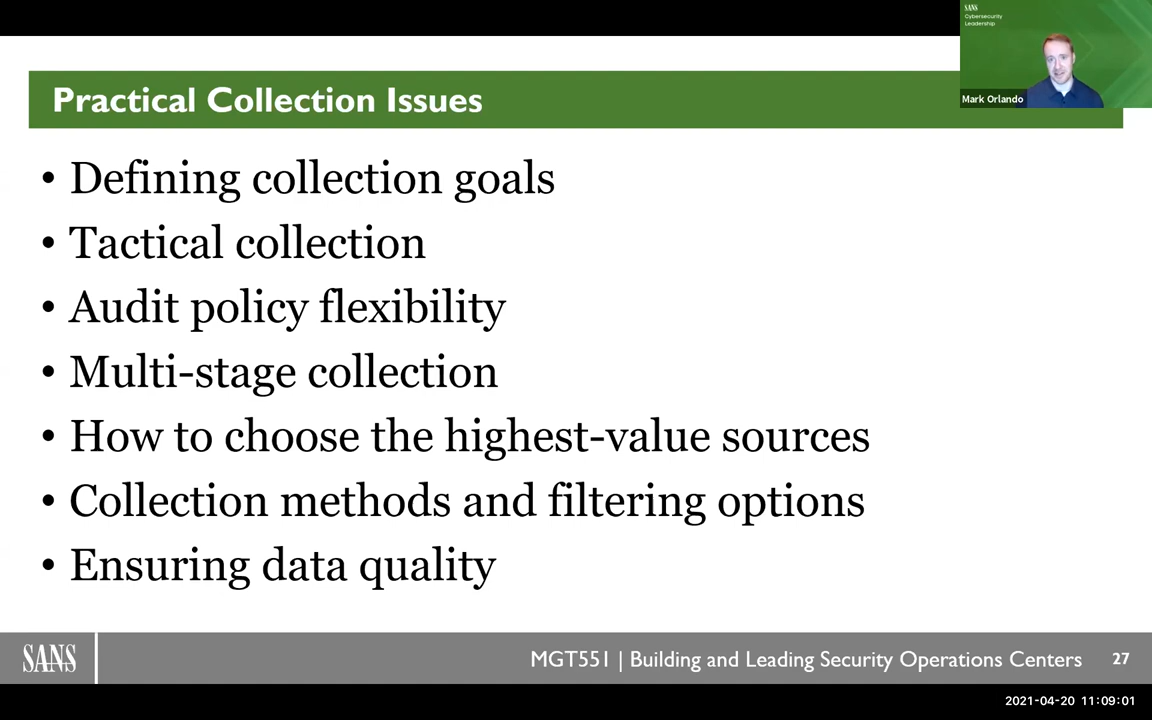 SANS
Cybersecurity
Leadership
Mark Orlando
Practical Collection Issues
• Defining collection goals
• Tactical collection
• Audit policy flexibility
• Multi-stage collection
• How to choose the highest-value sources
• Collection methods and filtering options
• Ensuring data quality
SANS
MGT551 | Building and Leading Security Operations Centers
27
2021-04-20 11:09:01